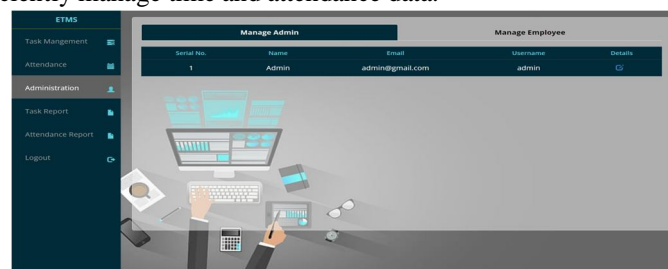 ciently manage time and attendance data.
ETMS
Task Mangement
Attendance
Administration
Task Report
Attendance Report
Logout
Manage Admin Manage Employee
Serial No. Name Email Username Details
1 Admin admin@gmail.com admin